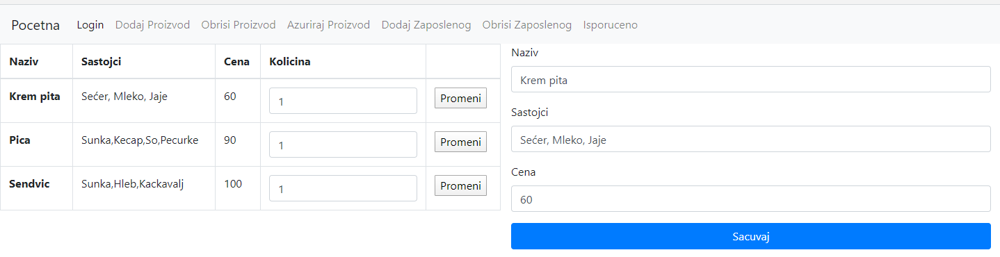 Pocetna Login Dodaj Proizvod Obrisi Proizvod Azuriraj Proizvod Dodaj Zaposlenog Obrisi Zaposlenog Isporuceno
Naziv Sastojci Cena Kolicina
Krem pita Sećer, Mleko, Jaje 60 1 Promeni
Pica Sunka,Kecap,So,Pecurke 90 1 Promeni
Sendvic Sunka,Hleb,Kackavalj 100 1 Promeni
Naziv
Krem pita
Sastojci
Sećer, Mleko, Jaje
Cena
60
Sacuvaj